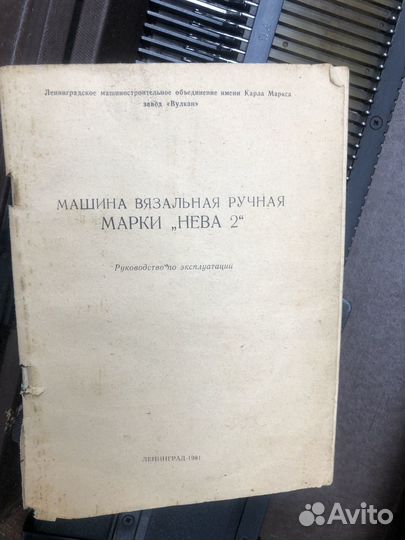 Ленинградское машиностроительное объединение имени Карла Маркса
завод «Вулкан»
МАШИНА ВЯЗАЛЬНАЯ РУЧНАЯ
МАРКИ „НЕВА 2“
Руководство по эксплуатации
ЛЕНИНГРАД-1981
Avito